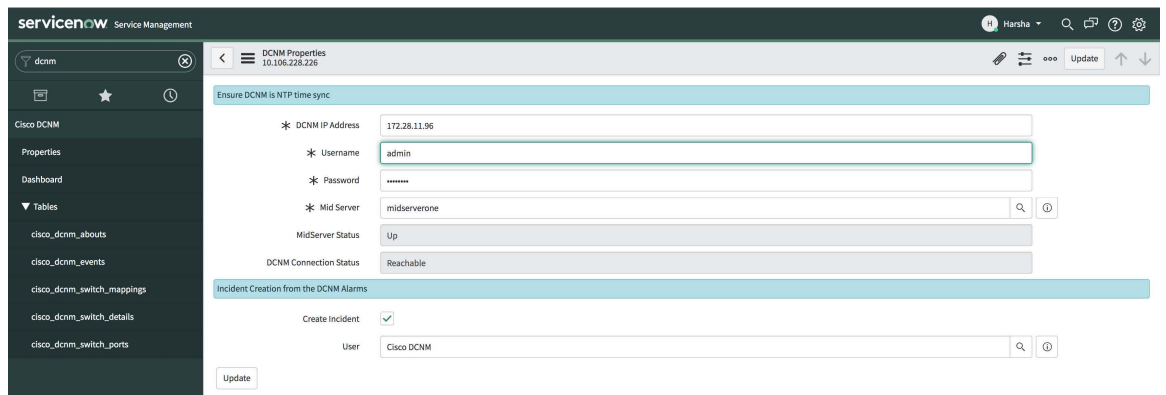 servicenow Service Management
H Harsha
dcnm
DCNM Properties
10.106.228.226
Update
Ensure DCNM is NTP time sync
Cisco DCNM
Properties
Dashboard
Tables
cisco_dcnm_abouts
cisco_dcnm_events
cisco_dcnm_switch_mappings
cisco_dcnm_switch_details
cisco_dcnm_switch_ports
DCNM IP Address 172.28.11.96
Username admin
Password ••••••••
Mid Server midserverone
MidServer Status Up
DCNM Connection Status Reachable
Incident Creation from the DCNM Alarms
Create Incident
User Cisco DCNM
Update